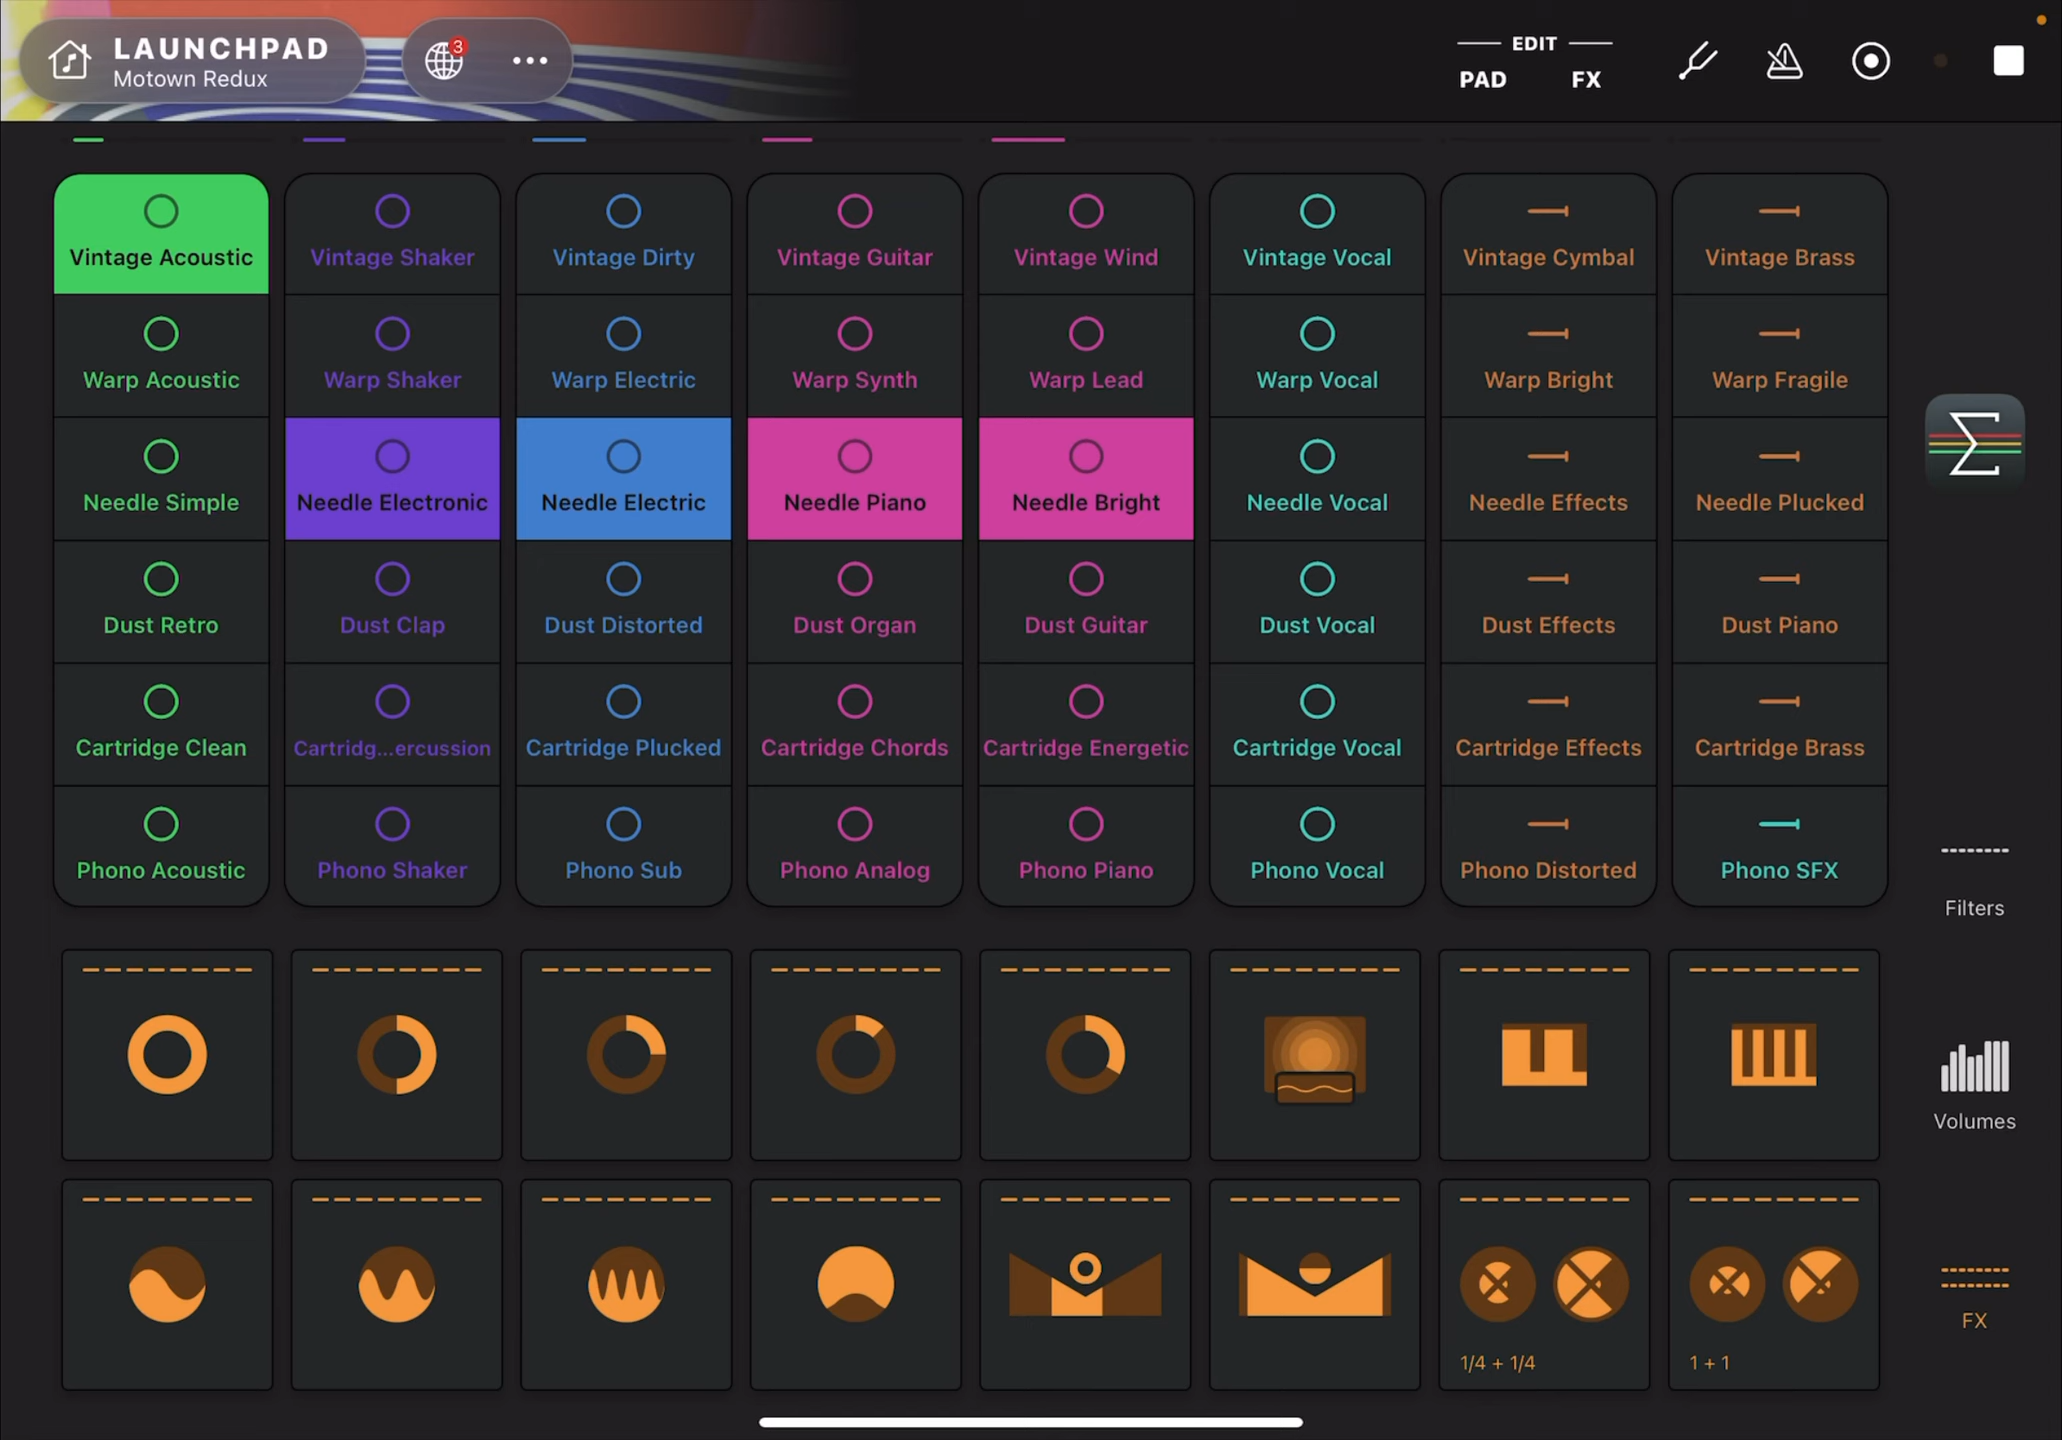 LAUNCHPAD
Motown Redux
3
EDIT
PAD FX
Vintage Acoustic Vintage Shaker Vintage Dirty Vintage Guitar Vintage Wind Vintage Vocal Vintage Cymbal Vintage Brass
Warp Acoustic Warp Shaker Warp Electric Warp Synth Warp Lead Warp Vocal Warp Bright Warp Fragile
Needle Simple Needle Electronic Needle Electric Needle Piano Needle Bright Needle Vocal Needle Effects Needle Plucked
Dust Retro Dust Clap Dust Distorted Dust Organ Dust Guitar Dust Vocal Dust Effects Dust Piano
Cartridge Clean Cartridg...ercussion Cartridge Plucked Cartridge Chords Cartridge Energetic Cartridge Vocal Cartridge Effects Cartridge Brass
Phono Acoustic Phono Shaker Phono Sub Phono Analog Phono Piano Phono Vocal Phono Distorted Phono SFX
Σ
Filters
Volumes
FX
1/4 + 1/4 1 + 1